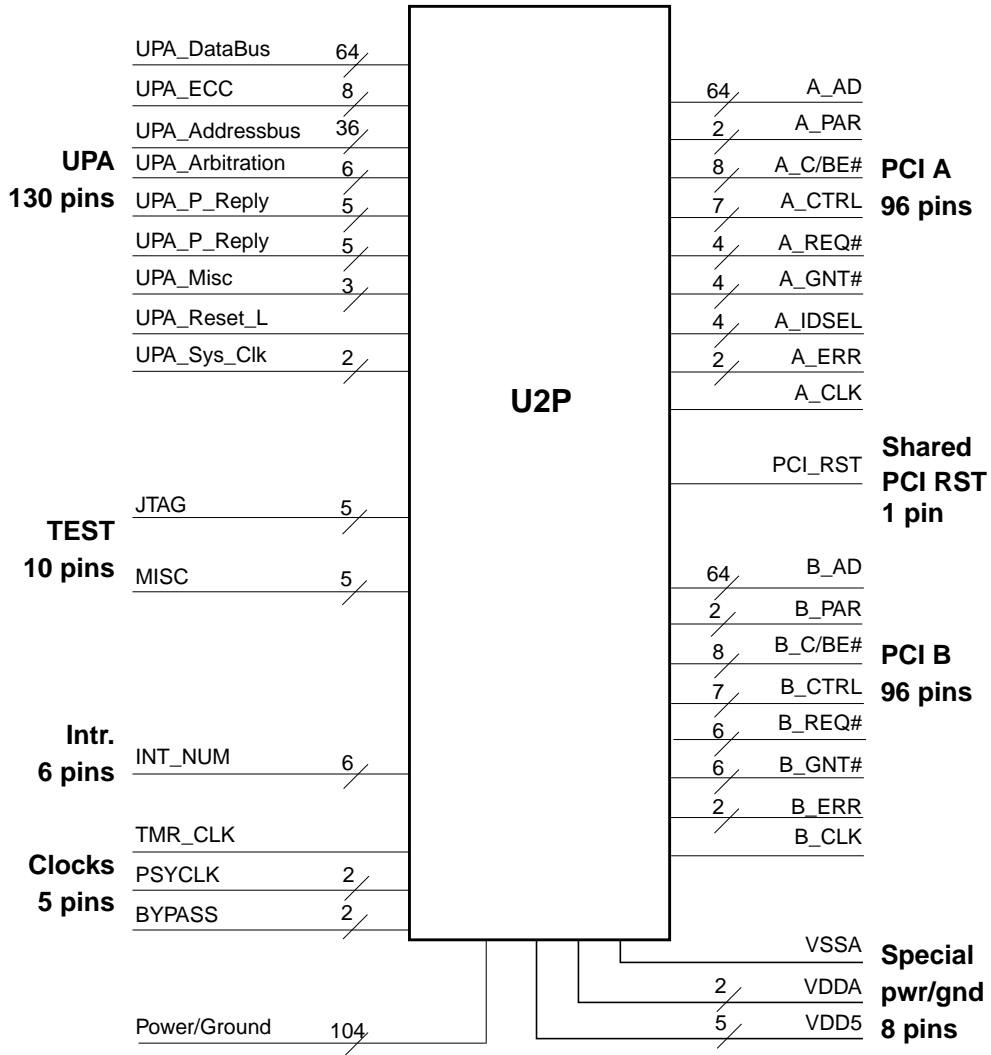 UPA_DataBus 64
UPA_ECC 8
UPA_Addressbus 36
UPA_Arbitration 6
UPA_P_Reply 5
UPA_P_Reply 5
UPA_Misc 3
UPA_Reset_L
UPA_Sys_Clk 2
UPA
130 pins
JTAG 5
MISC 5
TEST
10 pins
INT_NUM 6
Intr.
6 pins
TMR_CLK
PSYCLK 2
BYPASS 2
Clocks
5 pins
Power/Ground 104
U2P
64 A_AD
2 A_PAR
8 A_C/BE#
7 A_CTRL
4 A_REQ#
4 A_GNT#
4 A_IDSEL
2 A_ERR
A_CLK
PCI A
96 pins
PCI_RST
Shared
PCI RST
1 pin
64 B_AD
2 B_PAR
8 B_C/BE#
7 B_CTRL
6 B_REQ#
6 B_GNT#
2 B_ERR
B_CLK
PCI B
96 pins
VSSA
2 VDDA
5 VDD5
Special
pwr/gnd
8 pins